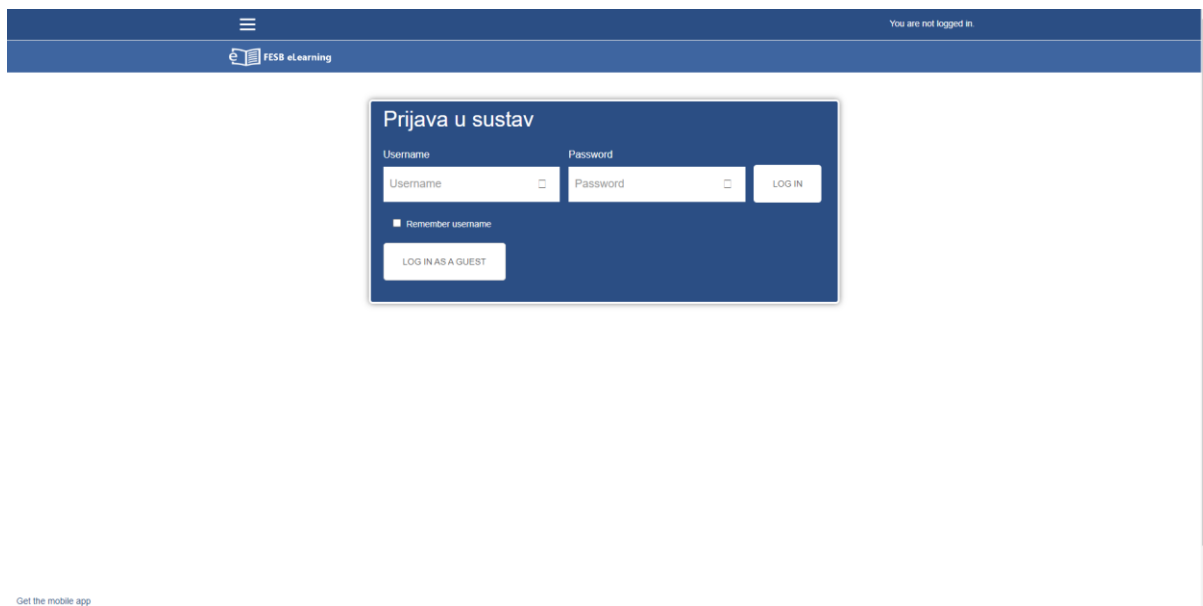 You are not logged in.
FESB eLearning
Prijava u sustav
Username Password
Username Password LOG IN
Remember username
LOG IN AS A GUEST
Get the mobile app